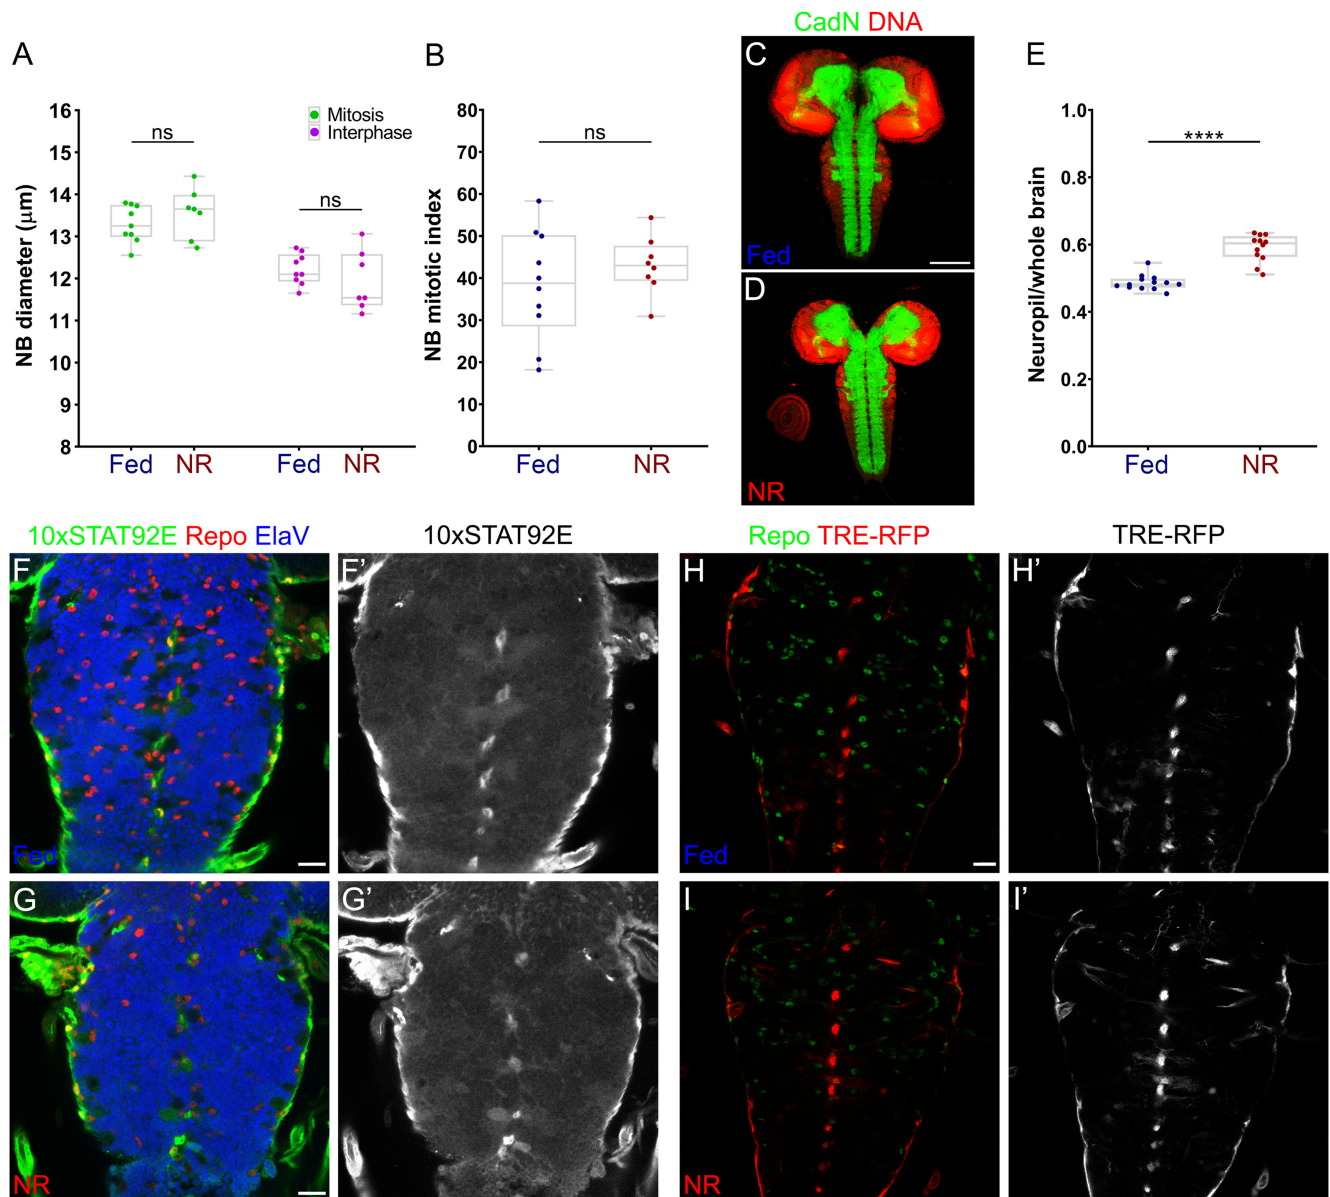 CadN DNA
A
B
C
E
NB diameter (μm)
16
15
14
13
12
11
10
9
8
ns
ns
Mitosis
Interphase
Fed
NR
Fed
NR
NB mitotic index
80
70
60
50
40
30
20
10
0
ns
Fed
NR
Fed
D
NR
Neuropil/whole brain
1.0
0.8
0.6
0.4
0.2
0.0
****
Fed
NR
10xSTAT92E Repo ElaV
10xSTAT92E
Repo TRE-RFP
TRE-RFP
F
Fed
F'
H
Fed
H'
G
NR
G'
I
NR
I'